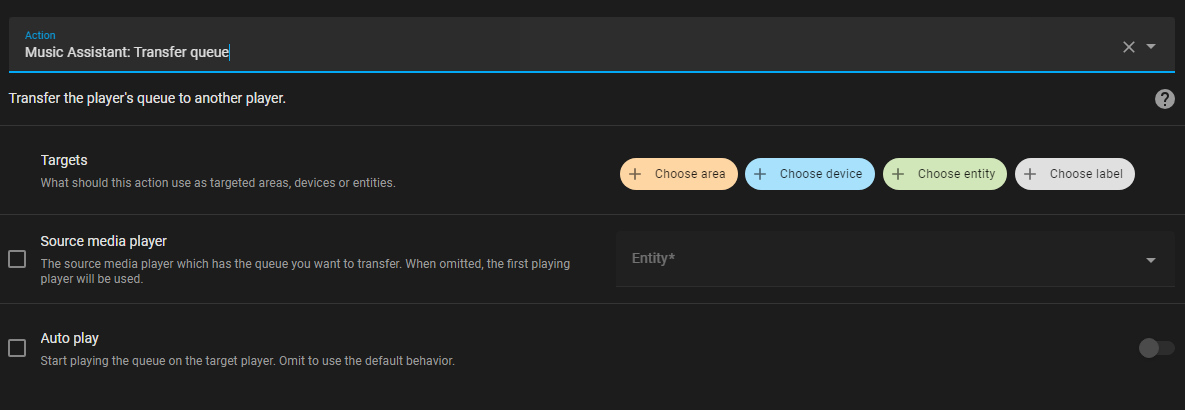 Action
Music Assistant: Transfer queue
Transfer the player's queue to another player.
Targets
What should this action use as targeted areas, devices or entities.
Choose area
Choose device
Choose entity
Choose label
Source media player
The source media player which has the queue you want to transfer. When omitted, the first playing
player will be used.
Entity*
Auto play
Start playing the queue on the target player. Omit to use the default behavior.